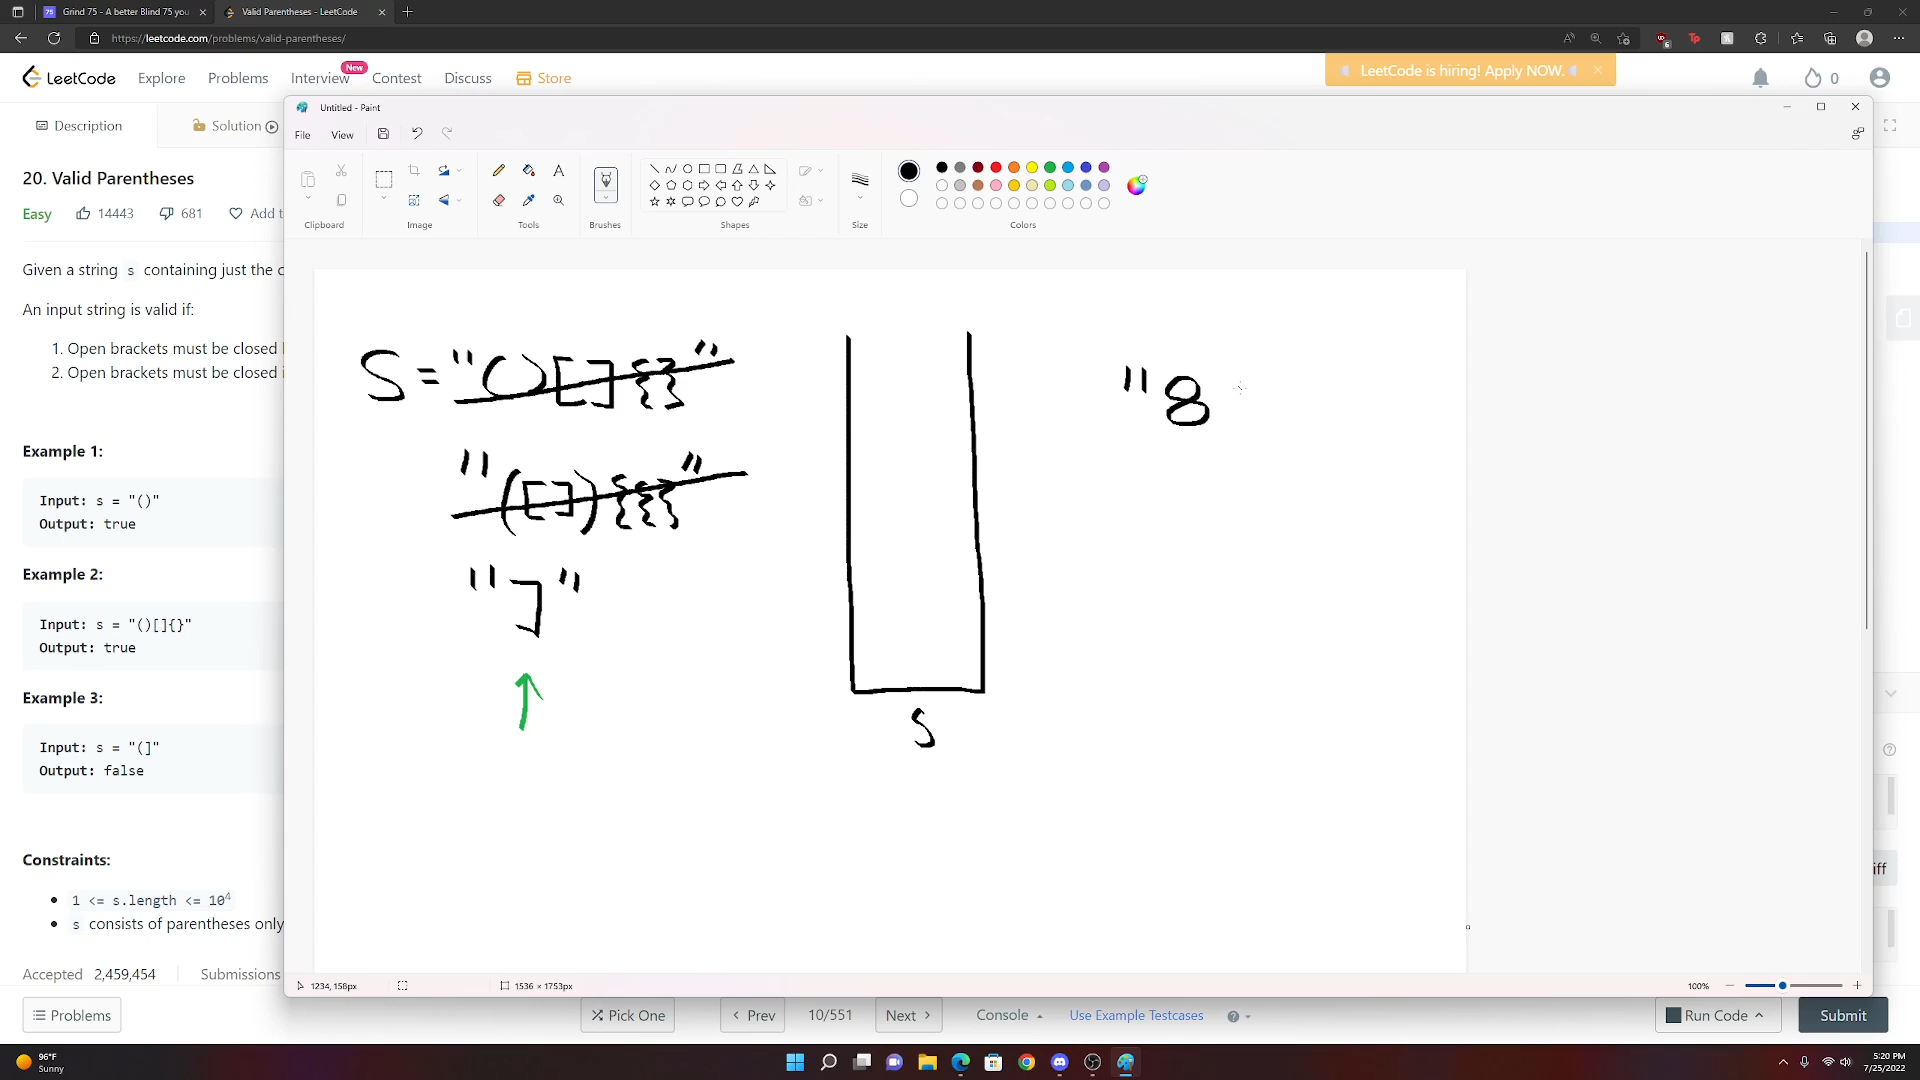 Grind 75 - A better Blind 75 you
Valid Parentheses - LeetCode
https://leetcode.com/problems/valid-parentheses/
LeetCode
Explore
Problems
Interview
New
Contest
Discuss
Store
LeetCode is hiring! Apply NOW.
0
Description
Solution
20. Valid Parentheses
Easy
14443
681
Add t
Given a string s containing just the c
An input string is valid if:
1. Open brackets must be closed
2. Open brackets must be closed i
Example 1:
Input: s = "()"
Output: true
Example 2:
Input: s = "()[]{}"
Output: true
Example 3:
Input: s = "(]"
Output: false
Constraints:
1 <= s.length <= 10^4
s consists of parentheses only
Accepted 2,459,454
Submissions
Untitled - Paint
File
View
Clipboard
Image
Tools
Brushes
Shapes
Size
Colors
S = "()[]{}"
"([]){{}"
"]"
S
"8
1234, 158px
1536 × 1753px
100%
iff
Problems
Pick One
Prev
10/551
Next
Console
Use Example Testcases
Run Code
Submit
96°F
Sunny
5:20 PM
7/25/2022